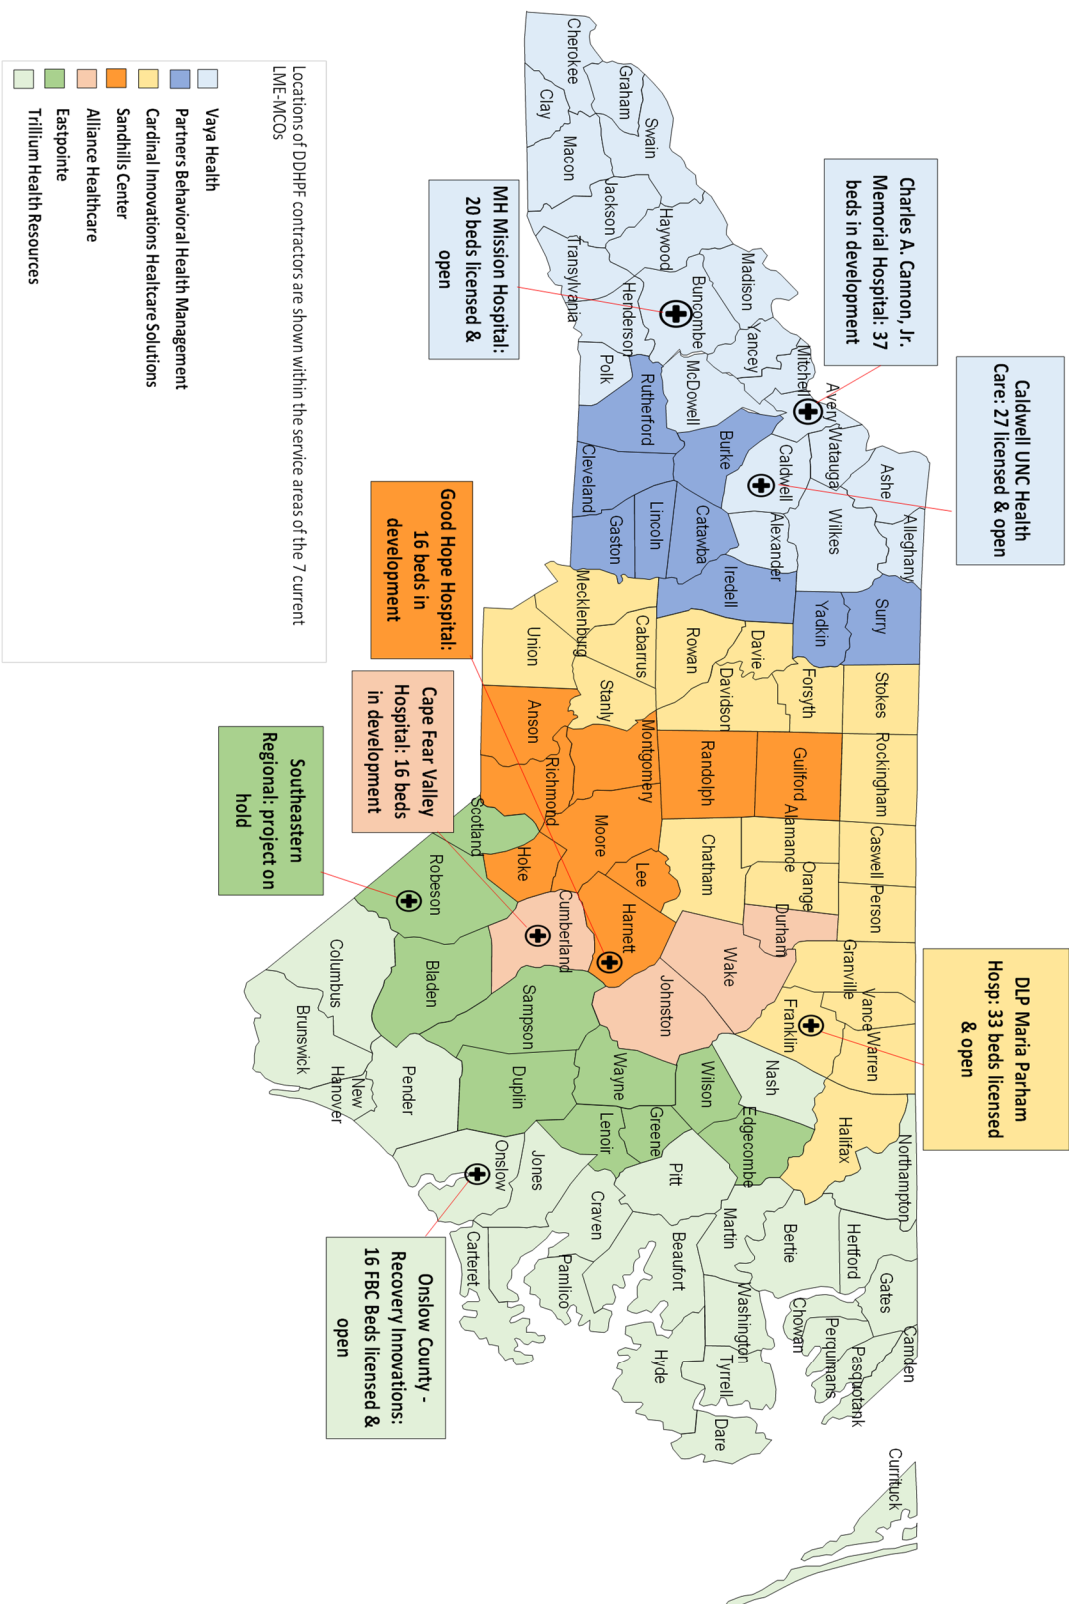 Charles A. Cannon, Jr.
Memorial Hospital: 37
beds in development
Caldwell UNC Health
Care: 27 licensed & open
DLP Maria Parham
Hosp: 33 beds licensed
& open
Cherokee
Graham
Swain
Clay
Macon
Jackson
Haywood
Transylvania
Madison
Buncombe
Henderson
Yancey
Mitchell
Avery
McDowell
Polk
Rutherford
Burke
Cleveland
Watauga
Caldwell
Ashe
Alleghany
Wilkes
Alexander
Catawba
Lincoln
Gaston
Iredell
Surry
Yadkin
Mecklenburg
Cabarrus
Union
Rowan
Davie
Davidson
Stanly
Stokes
Forsyth
Anson
Montgomery
Richmond
Rockingham
Guilford
Randolph
Alamance
Moore
Scotland
Hoke
Lee
Caswell
Orange
Chatham
Person
Durham
Harnett
Cumberland
Robeson
Granville
Wake
Johnston
Vance
Warren
Franklin
Sampson
Bladen
Columbus
Brunswick
New
Hanover
Pender
Duplin
Wayne
Wilson
Nash
Edgecombe
Halifax
Northampton
Greene
Lenoir
Pitt
Jones
Onslow
Craven
Carteret
Pamlico
Beaufort
Martin
Bertie
Hertford
Gates
Washington
Chowan
Perquimans
Pasquotank
Camden
Tyrrell
Hyde
Dare
Currituck
MH Mission Hospital:
20 beds licensed &
open
Good Hope Hospital:
16 beds in
development
Cape Fear Valley
Hospital: 16 beds
in development
Southeastern
Regional: project on
hold
Onslow County -
Recovery Innovations:
16 FBC Beds licensed &
open
Locations of DDHPF contractors are shown within the service areas of the 7 current
LME-MCOs
Vaya Health
Partners Behavioral Health Management
Cardinal Innovations Healtcare Solutions
Sandhills Center
Alliance Healthcare
Eastpointe
Trillium Health Resources